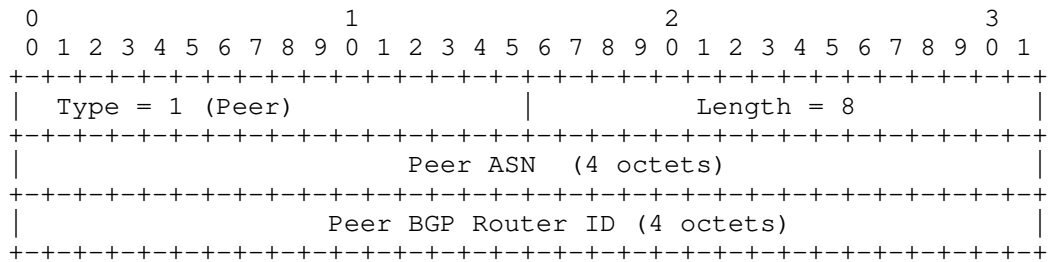 0                   1                   2                   3
 0 1 2 3 4 5 6 7 8 9 0 1 2 3 4 5 6 7 8 9 0 1 2 3 4 5 6 7 8 9 0 1
+-+-+-+-+-+-+-+-+-+-+-+-+-+-+-+-+-+-+-+-+-+-+-+-+-+-+-+-+-+-+-+-+
|  Type = 1 (Peer)              |          Length = 8           |
+-+-+-+-+-+-+-+-+-+-+-+-+-+-+-+-+-+-+-+-+-+-+-+-+-+-+-+-+-+-+-+-+
|                        Peer ASN  (4 octets)                   |
+-+-+-+-+-+-+-+-+-+-+-+-+-+-+-+-+-+-+-+-+-+-+-+-+-+-+-+-+-+-+-+-+
|                   Peer BGP Router ID (4 octets)               |
+-+-+-+-+-+-+-+-+-+-+-+-+-+-+-+-+-+-+-+-+-+-+-+-+-+-+-+-+-+-+-+-+